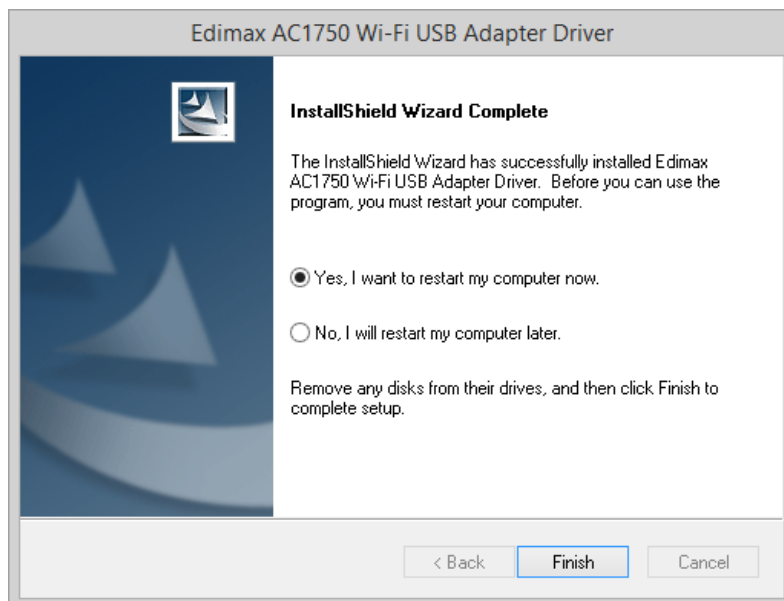 Edimax AC1750 Wi-Fi USB Adapter Driver
InstallShield Wizard Complete
The InstallShield Wizard has successfully installed Edimax
AC1750 Wi-Fi USB Adapter Driver.  Before you can use the
program, you must restart your computer.
Yes, I want to restart my computer now.
No, I will restart my computer later.
Remove any disks from their drives, and then click Finish to
complete setup.
< Back Finish Cancel